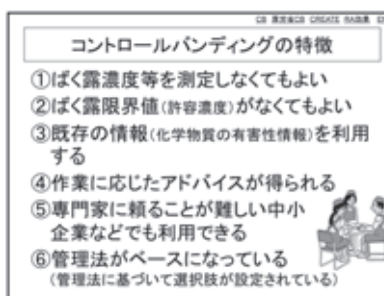 コントロールバンディングの特徴
①ばく露濃度等を測定しなくてもよい
②ばく露限界値(許容濃度)がなくてもよい
③既存の情報(化学物質の有害性情報)を利用
する
④作業に応じたアドバイスが得られる
⑤専門家に頼ることが難しい中小
企業などでも利用できる
⑥管理法がベースになっている
(管理法に基づいて選択肢が設定されている)